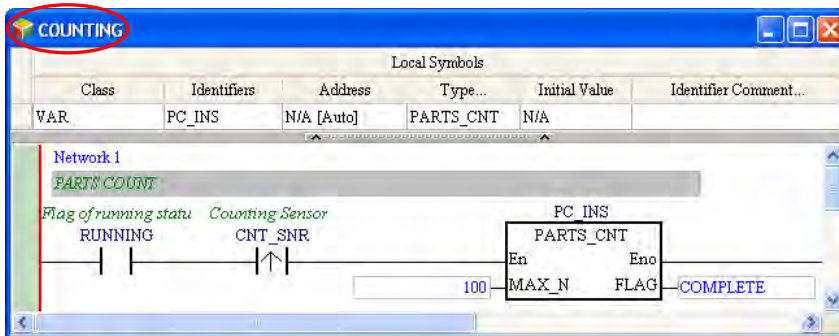 COUNTING
Local Symbols
Class Identifiers Address Type... Initial Value Identifier Comment...
VAR PC_INS N/A [Auto] PARTS_CNT N/A
Network 1
PARTS COUNT
Flag of running statu Counting Sensor PC_INS
RUNNING CNT_SNR PARTS_CNT
En Eno
100 MAX_N FLAG COMPLETE